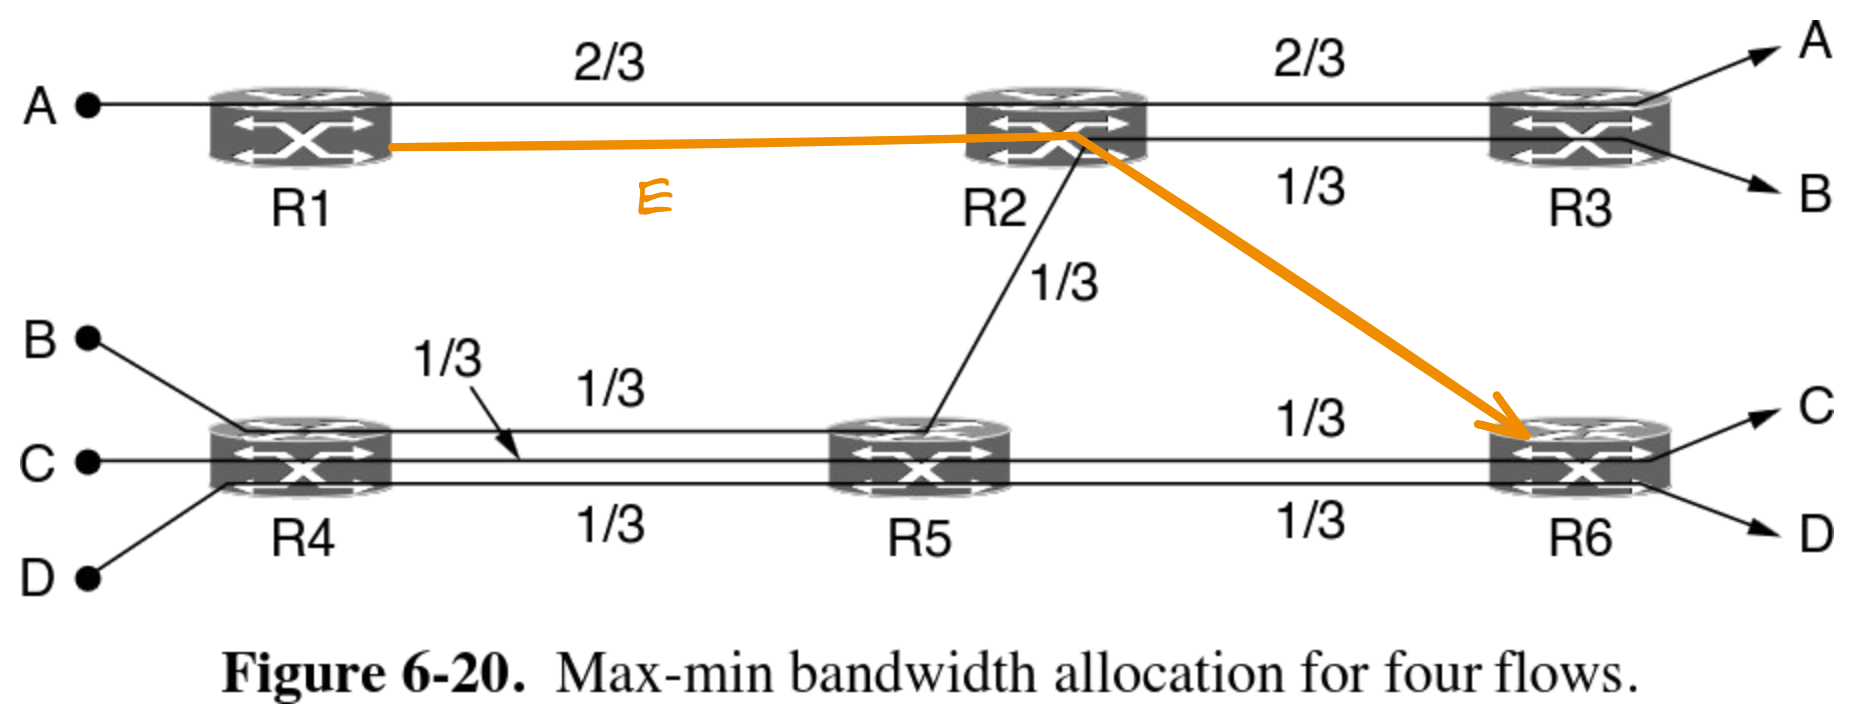 2/3
2/3
A
A
R1
E
R2
1/3
R3
B
1/3
B
1/3
1/3
1/3
C
C
R4
1/3
R5
1/3
R6
D
D
Figure 6-20. Max-min bandwidth allocation for four flows.